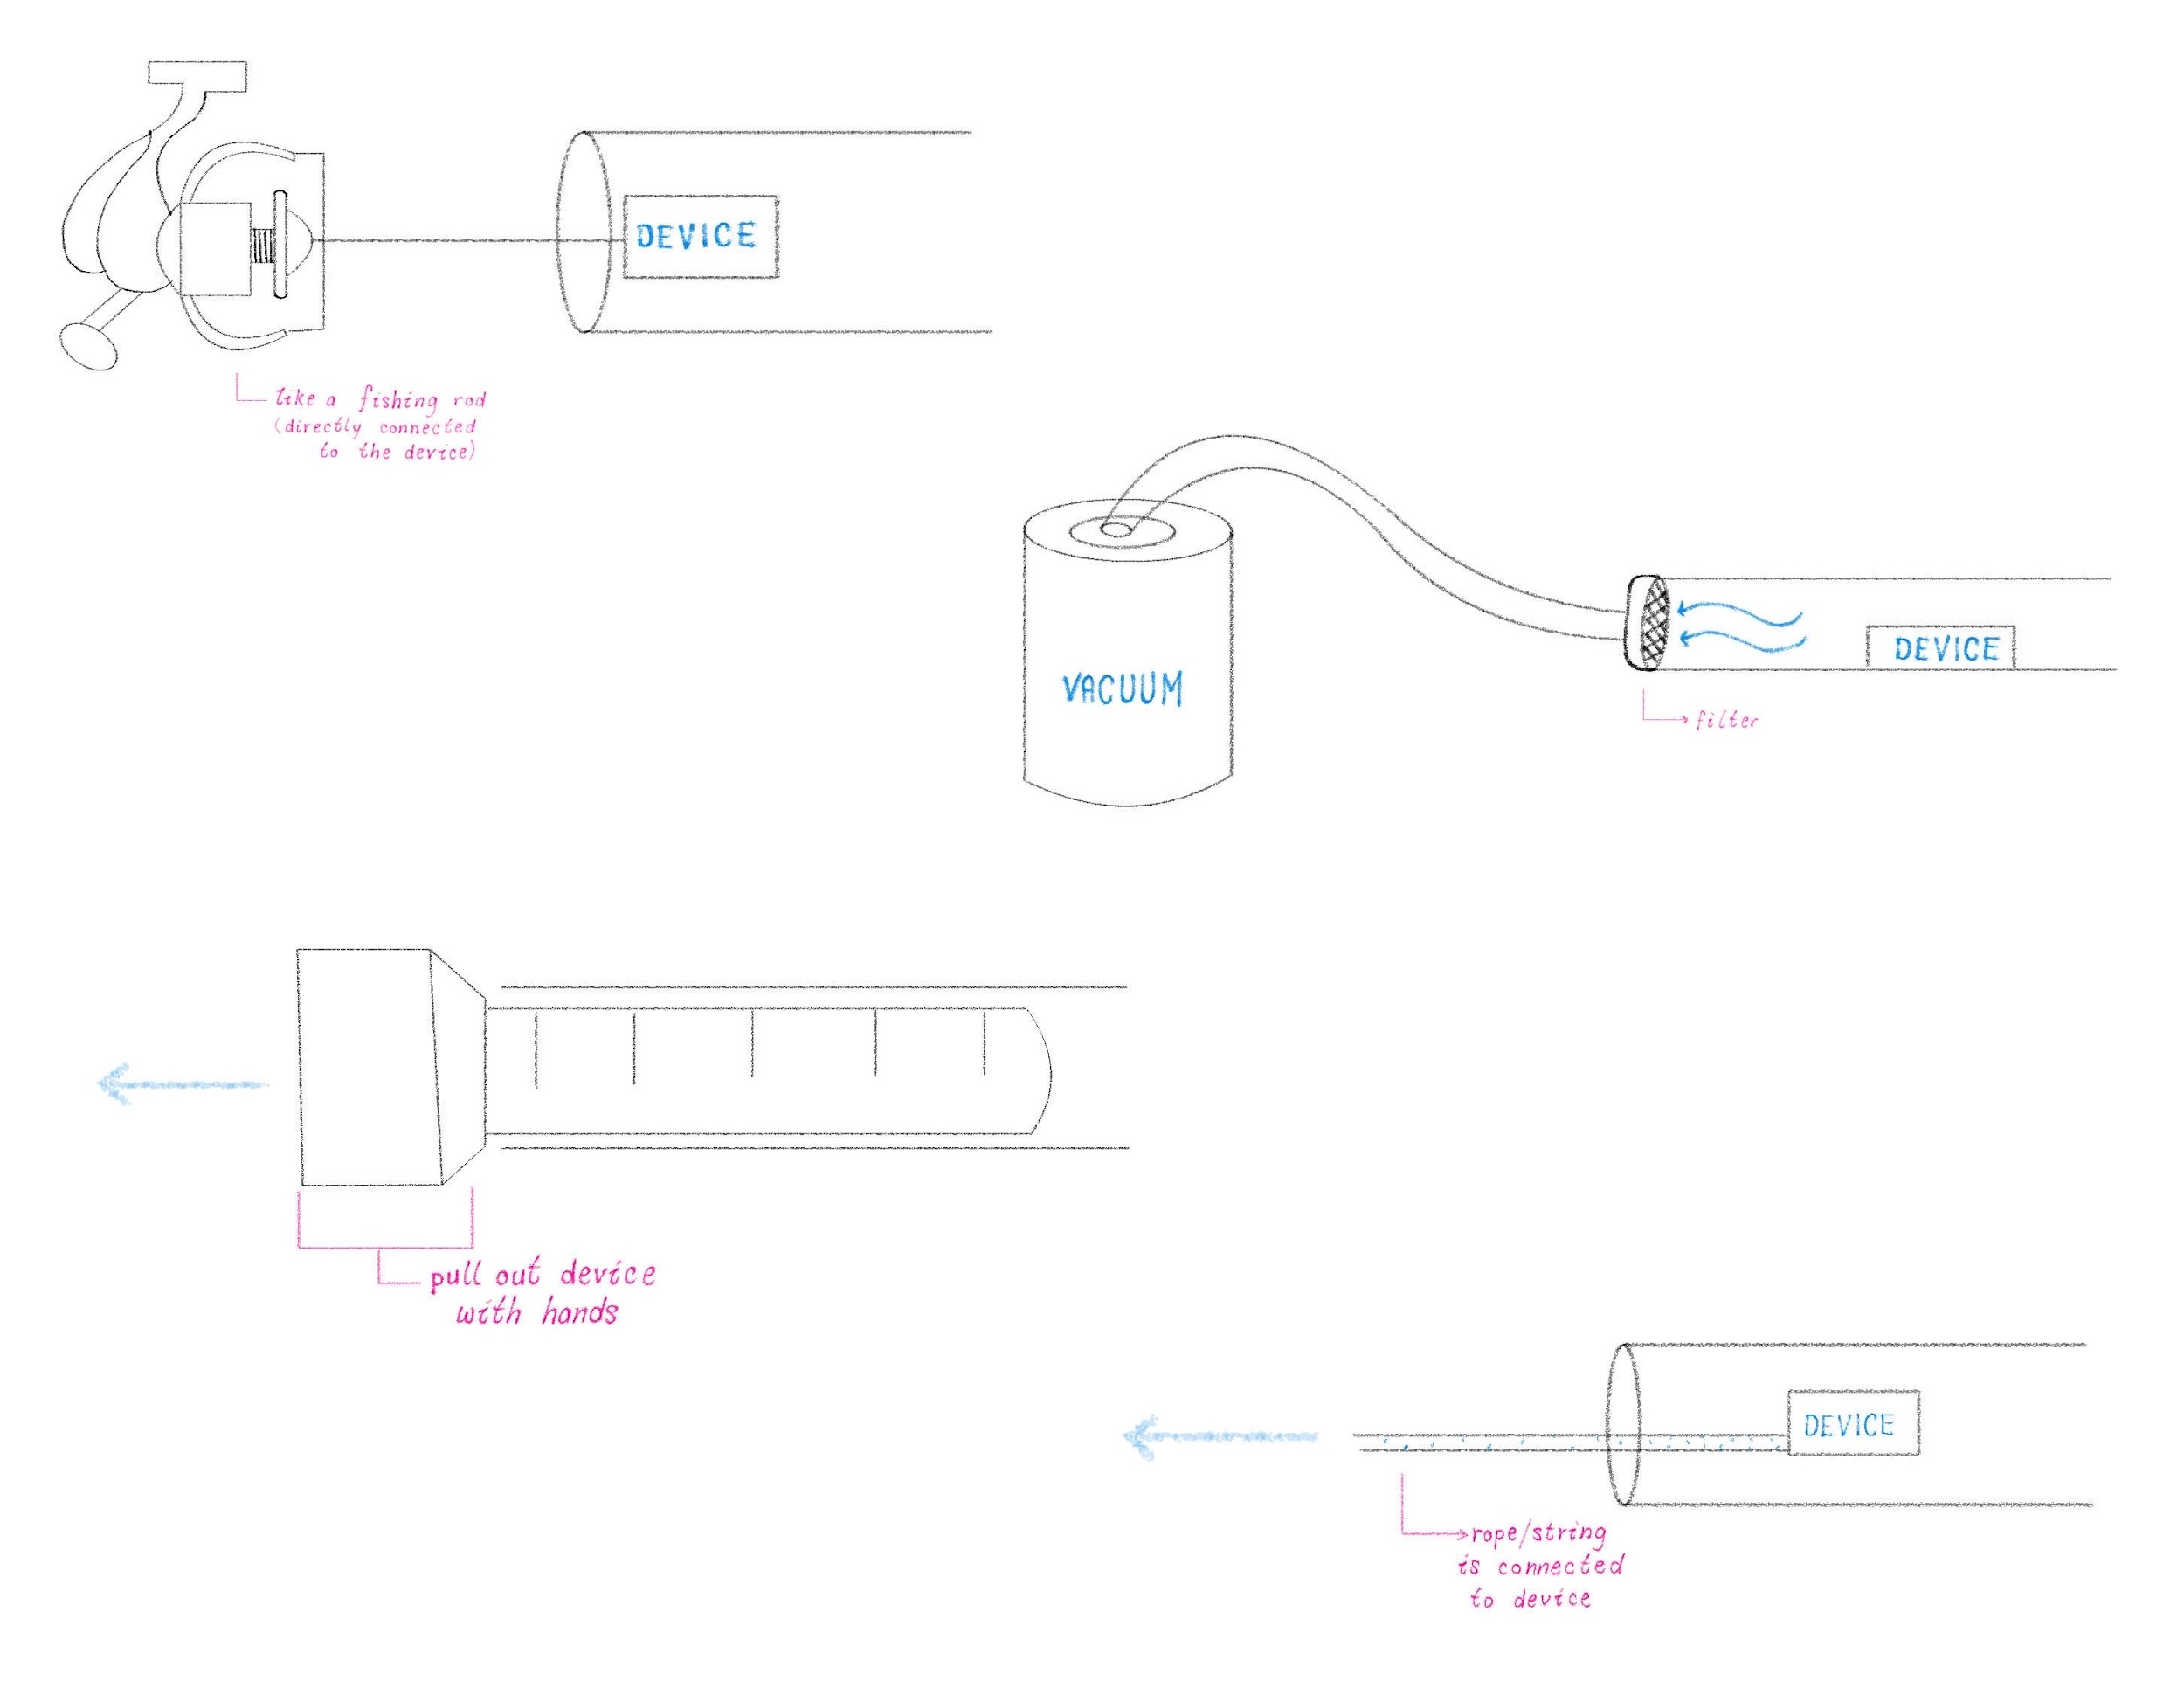 DEVICE
like a fishing rod
(directly connected
to the device)
VACUUM
DEVICE
filter
pull out device
with hands
DEVICE
rope/string
is connected
to device